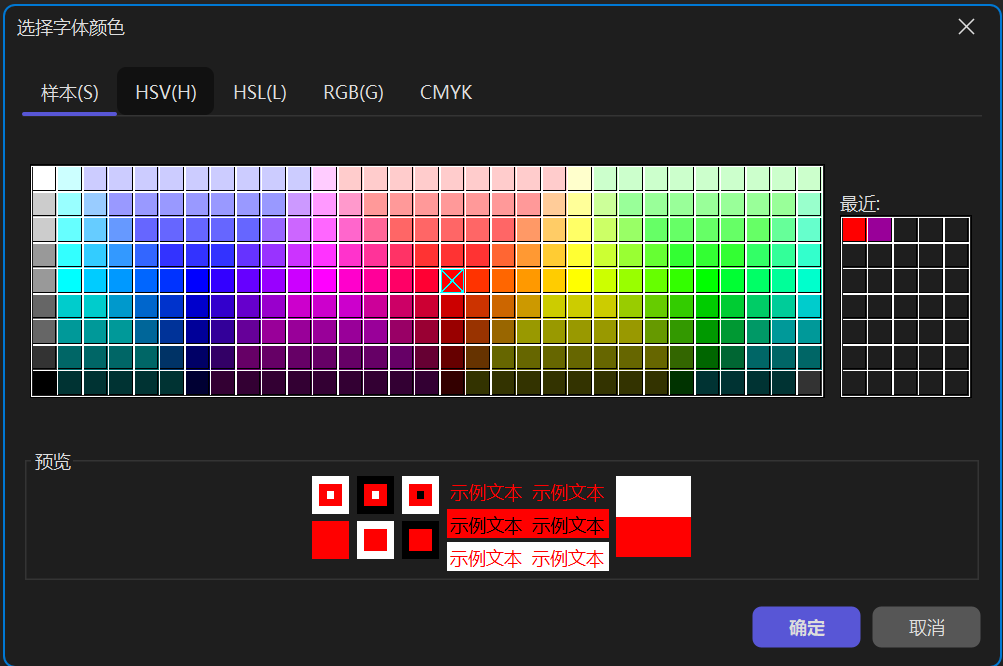 选择字体颜色
样本(S) HSV(H) HSL(L) RGB(G) CMYK
最近:
预览
示例文本 示例文本
示例文本 示例文本
示例文本 示例文本
确定 取消